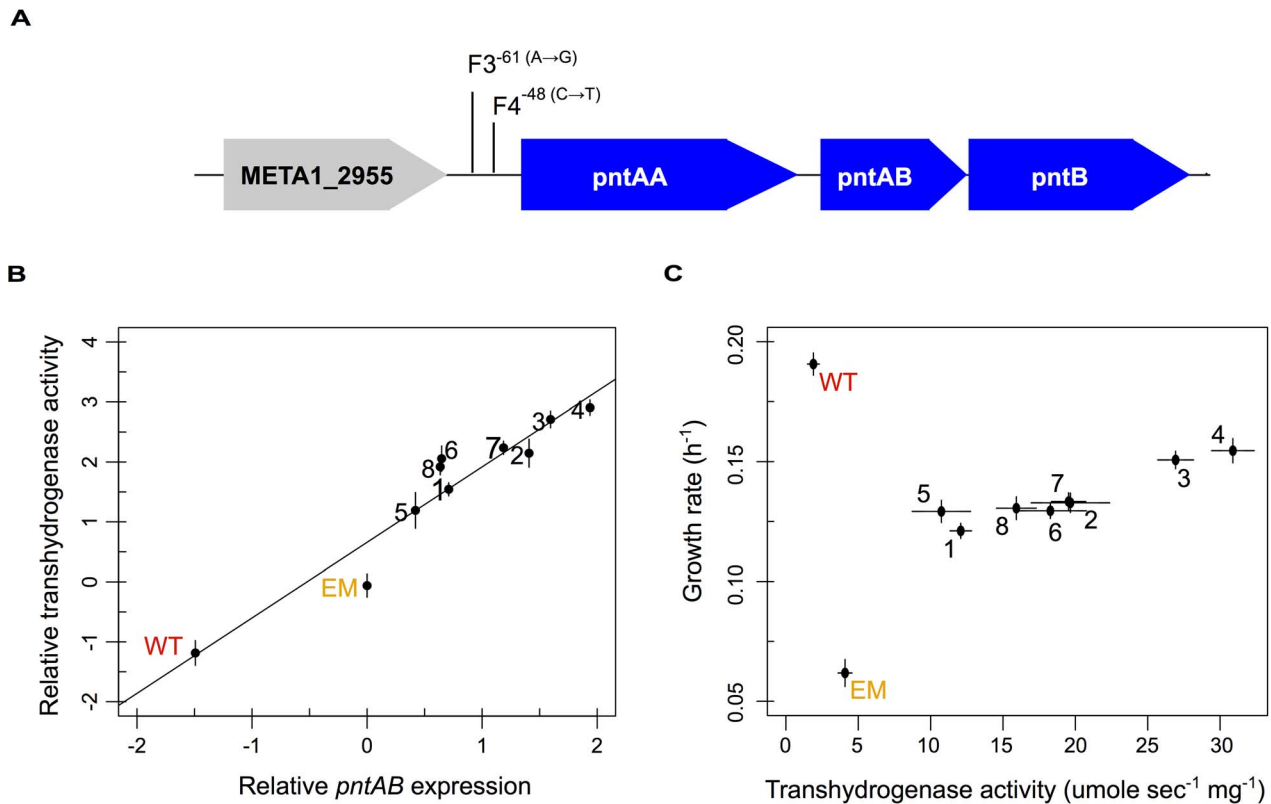 A
F3-61 (A→G)
F4-48 (C→T)
META1_2955
pntAA
pntAB
pntB
B
Relative transhydrogenase activity
4
3
2
1
0
-1
-2
WT
EM
5
1
8
6
7
2
3
4
-2
-1
0
1
2
Relative pntAB expression
C
Growth rate (h-1)
0.20
0.15
0.10
0.05
WT
EM
5
1
8
6
7
2
3
4
0
5
10
15
20
25
30
Transhydrogenase activity (umole sec-1 mg-1)